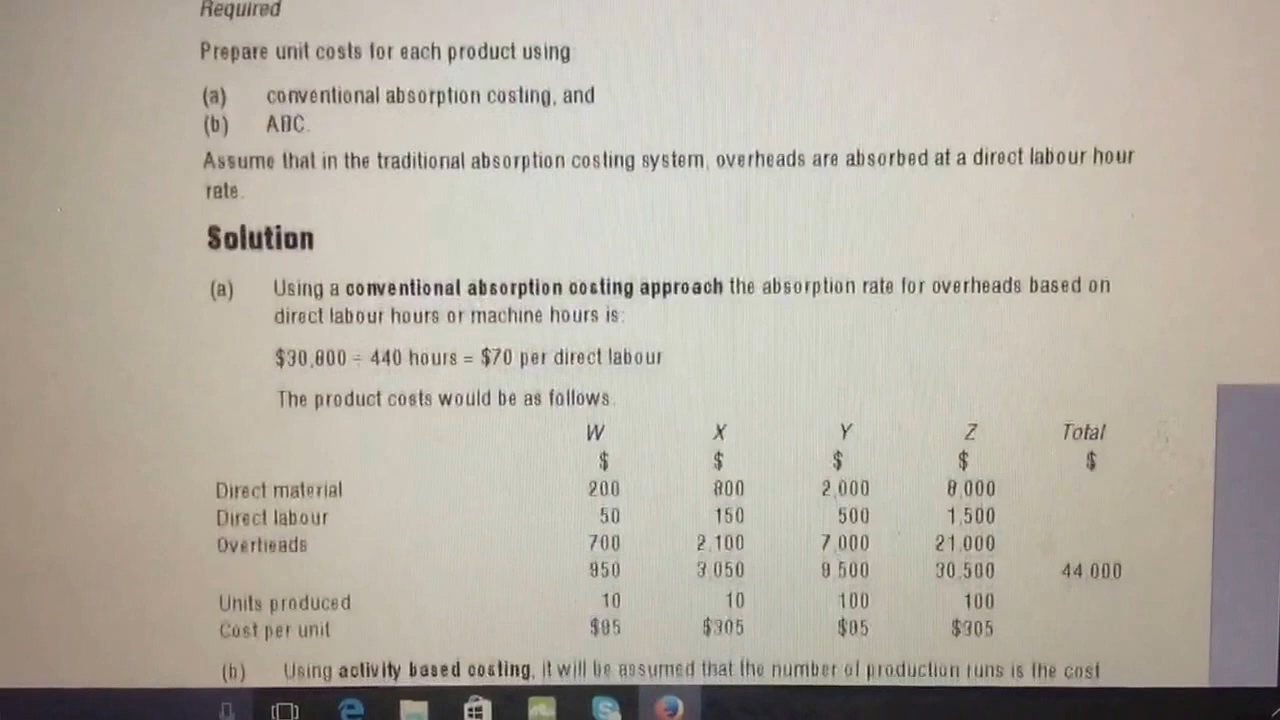 Required
Prepare unit costs for each product using
(a) conventional absorption costing, and
(b) ABC.
Assume that in the traditional absorption costing system, overheads are absorbed at a direct labour hour
rate.
Solution
(a) Using a conventional absorption costing approach the absorption rate for overheads based on
direct labour hours or machine hours is:
$30,800 ÷ 440 hours = $70 per direct labour
The product costs would be as follows.
W X Y Z Total
$ $ $ $ $
Direct material 200 800 2,000 8,000
Direct labour 50 150 500 1,500
Overheads 700 2,100 7,000 21,000
950 3,050 9,500 30,500 44,000
Units produced 10 10 100 100
Cost per unit $95 $305 $95 $305
(b) Using activity based costing, it will be assumed that the number of production runs is the cost